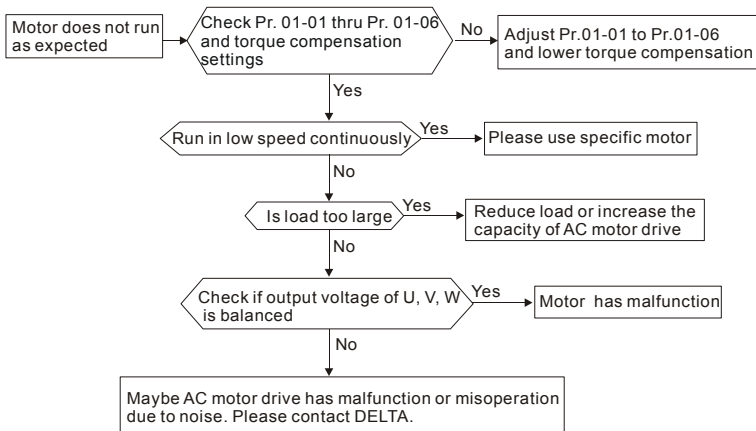 Motor does not run
as expected
Check Pr. 01-01 thru Pr. 01-06
and torque compensation
settings
No
Adjust Pr.01-01 to Pr.01-06
and lower torque compensation
Yes
Run in low speed continuously
Yes
Please use specific motor
No
Is load too large
Yes
Reduce load or increase the
capacity of AC motor drive
No
Check if output voltage of U, V, W
is balanced
Yes
Motor has malfunction
No
Maybe AC motor drive has malfunction or misoperation
due to noise. Please contact DELTA.